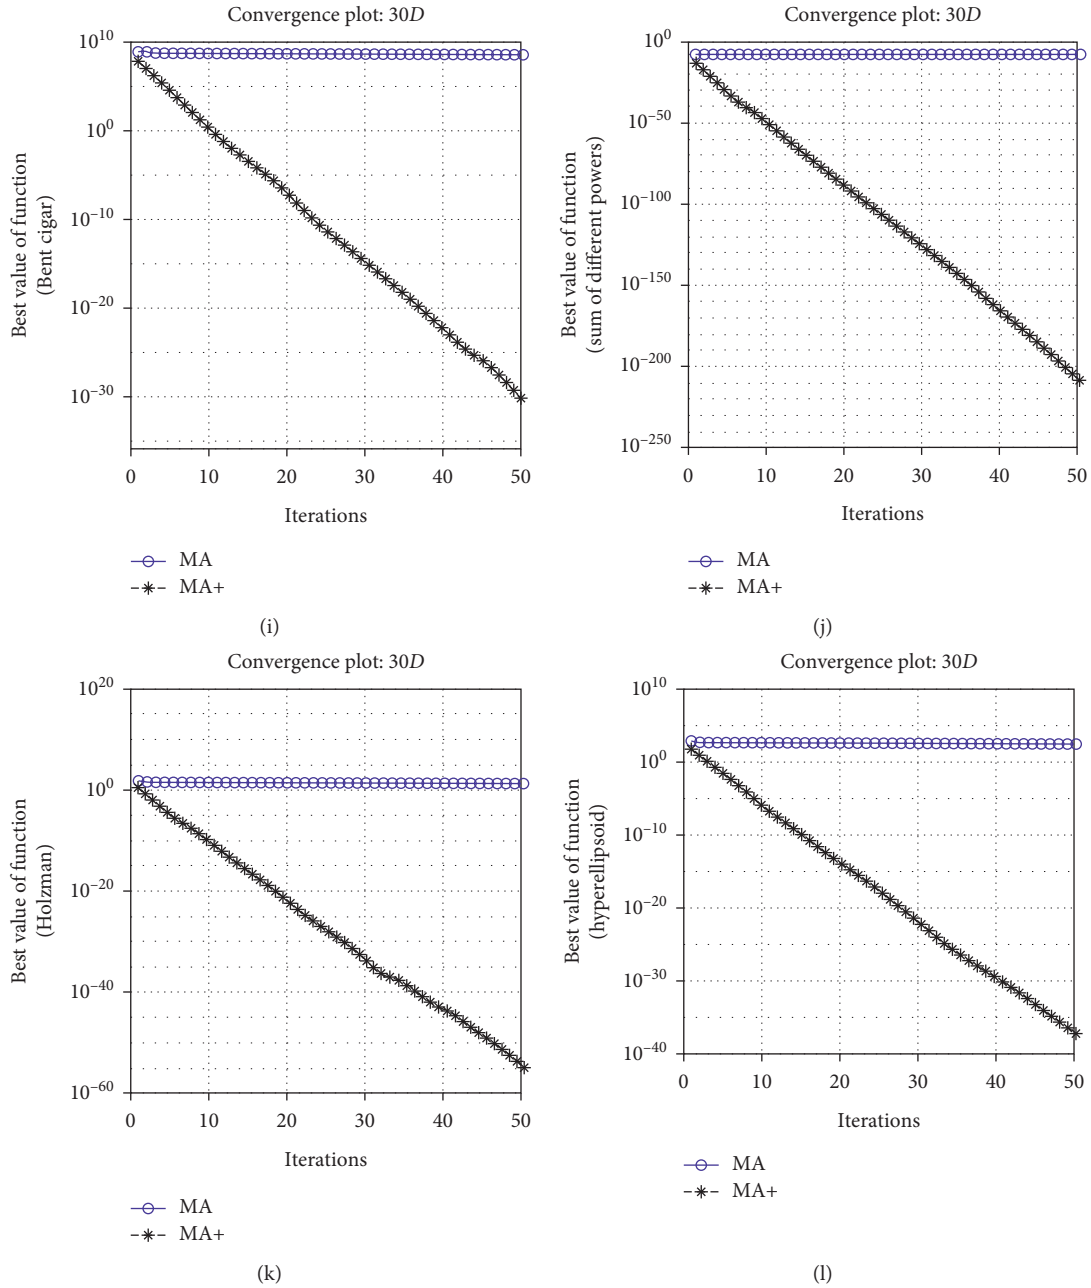 Convergence plot: 30D
10^10
10^0
10^−10
10^−20
10^−30
Best value of function
(Bent cigar)
0 10 20 30 40 50
Iterations
MA
MA+
(i)
Convergence plot: 30D
10^0
10^−50
10^−100
10^−150
10^−200
10^−250
Best value of function
(sum of different powers)
0 10 20 30 40 50
Iterations
MA
MA+
(j)
Convergence plot: 30D
10^20
10^0
10^−20
10^−40
10^−60
Best value of function
(Holzman)
0 10 20 30 40 50
Iterations
MA
MA+
(k)
Convergence plot: 30D
10^10
10^0
10^−10
10^−20
10^−30
10^−40
Best value of function
(hyperellipsoid)
0 10 20 30 40 50
Iterations
MA
MA+
(l)